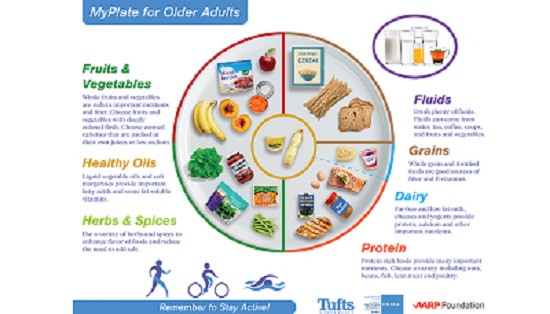 MyPlate for Older Adults
Fruits &
Vegetables
Whole fruits and vegetables
are rich in important nutrients
and fiber. Choose fruits and
vegetables with deeply
colored flesh. Choose canned
varieties that are packed in
their own juices or low-sodium.
Healthy Oils
Liquid vegetable oils and soft
margarines provide important
fatty acids and some fat-soluble
vitamins.
Herbs & Spices
Use a variety of herbs and spices to
enhance flavor of foods and reduce
the need to add salt.
CEREAL
Fluids
Drink plenty of fluids.
Fluids can come from
water, tea, coffee, soups,
and fruits and vegetables.
Grains
Whole grain and fortified
foods are good sources of
fiber and B vitamins.
Dairy
Fat-free and low-fat milk,
cheeses and yogurts provide
protein, calcium and other
important nutrients.
Protein
Protein rich foods provide many important
nutrients. Choose a variety including nuts,
beans, fish, lean meat and poultry.
Remember to Stay Active!
Tufts
UNIVERSITY
AARP Foundation